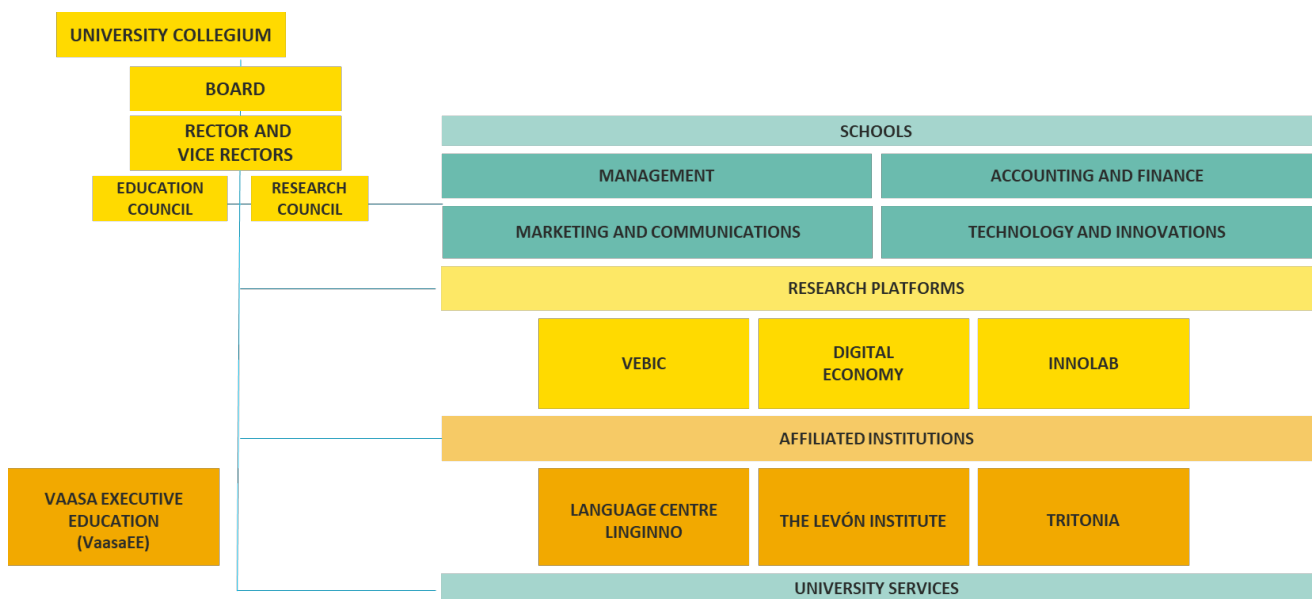 UNIVERSITY COLLEGIUM
BOARD
RECTOR AND
VICE RECTORS
EDUCATION
COUNCIL
RESEARCH
COUNCIL
SCHOOLS
MANAGEMENT
ACCOUNTING AND FINANCE
MARKETING AND COMMUNICATIONS
TECHNOLOGY AND INNOVATIONS
RESEARCH PLATFORMS
VEBIC
DIGITAL
ECONOMY
INNOLAB
AFFILIATED INSTITUTIONS
VAASA EXECUTIVE
EDUCATION
(VaasaEE)
LANGUAGE CENTRE
LINGINNO
THE LEVÓN INSTITUTE
TRITONIA
UNIVERSITY SERVICES